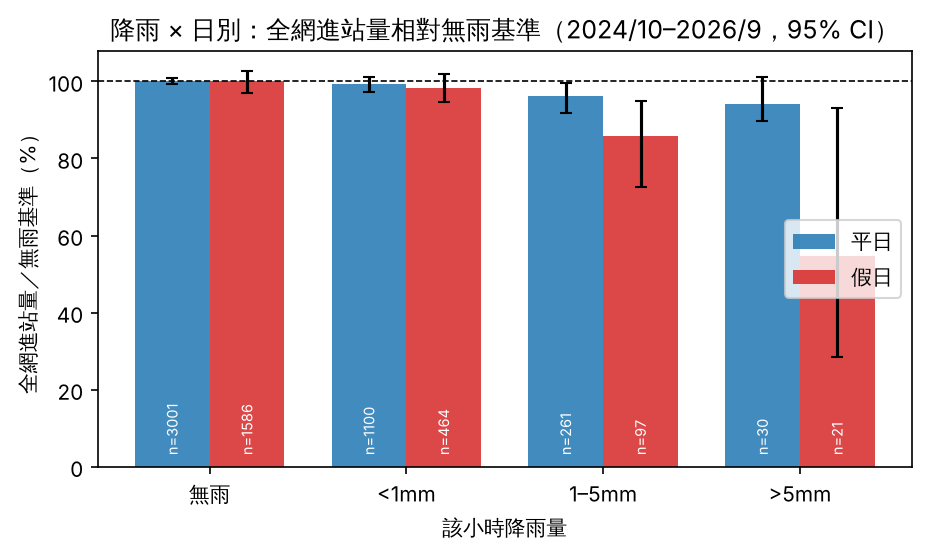 降雨 × 日別：全網進站量相對無雨基準（2024/10–2026/9，95% CI）
全網進站量／無雨基準（%）
100
80
60
40
20
0
n=3001
n=1586
n=1100
n=464
n=261
n=97
n=30
n=21
平日
假日
無雨
<1mm
1–5mm
>5mm
該小時降雨量